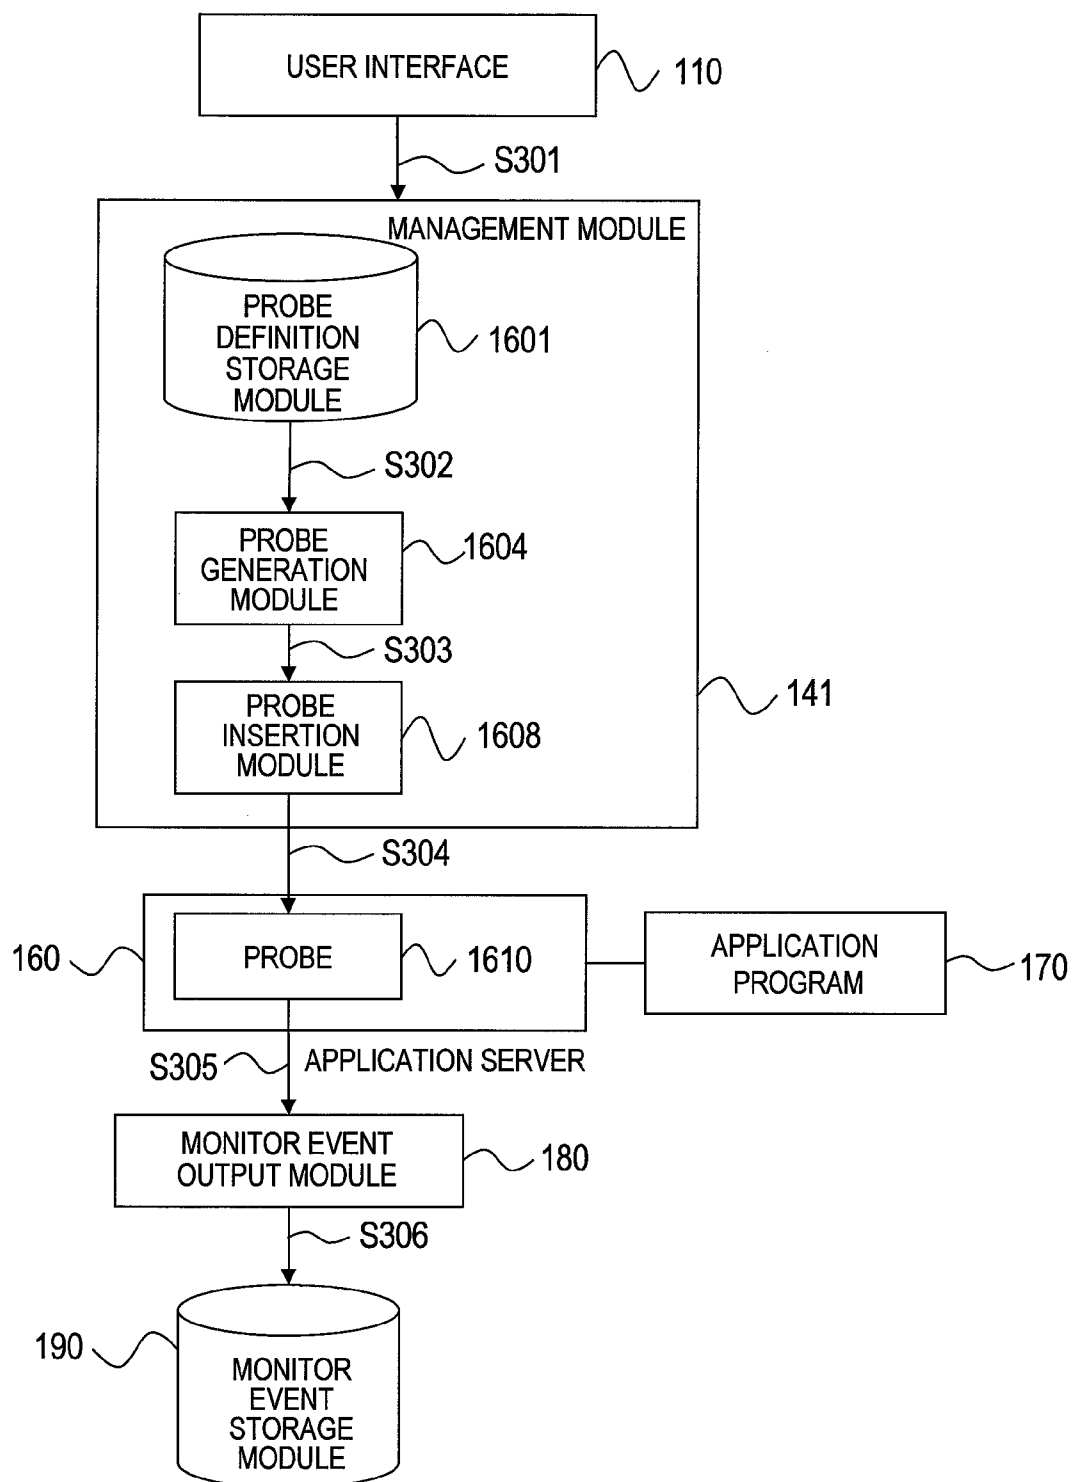 USER INTERFACE
110
S301
MANAGEMENT MODULE
PROBE
DEFINITION
STORAGE
MODULE
1601
S302
PROBE
GENERATION
MODULE
1604
S303
PROBE
INSERTION
MODULE
1608
141
S304
160
PROBE
1610
APPLICATION
PROGRAM
170
S305
APPLICATION SERVER
MONITOR EVENT
OUTPUT MODULE
180
S306
190
MONITOR
EVENT
STORAGE
MODULE